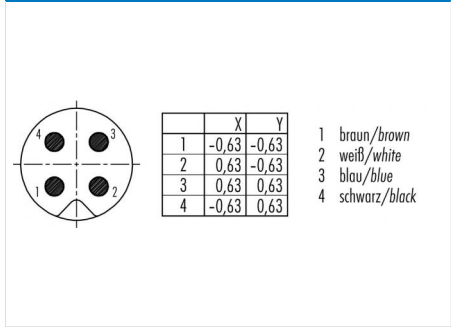 4 3
1 2
X Y
1 -0,63 -0,63
2 0,63 -0,63
3 0,63 0,63
4 -0,63 0,63
1 braun/brown
2 weiß/white
3 blau/blue
4 schwarz/black